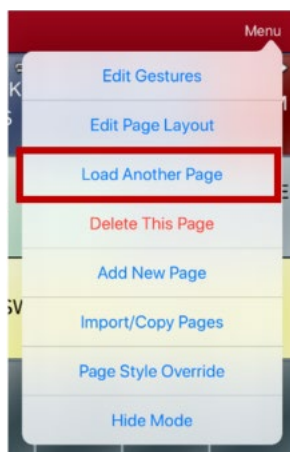 Menu
Edit Gestures
Edit Page Layout
Load Another Page
Delete This Page
Add New Page
Import/Copy Pages
Page Style Override
Hide Mode